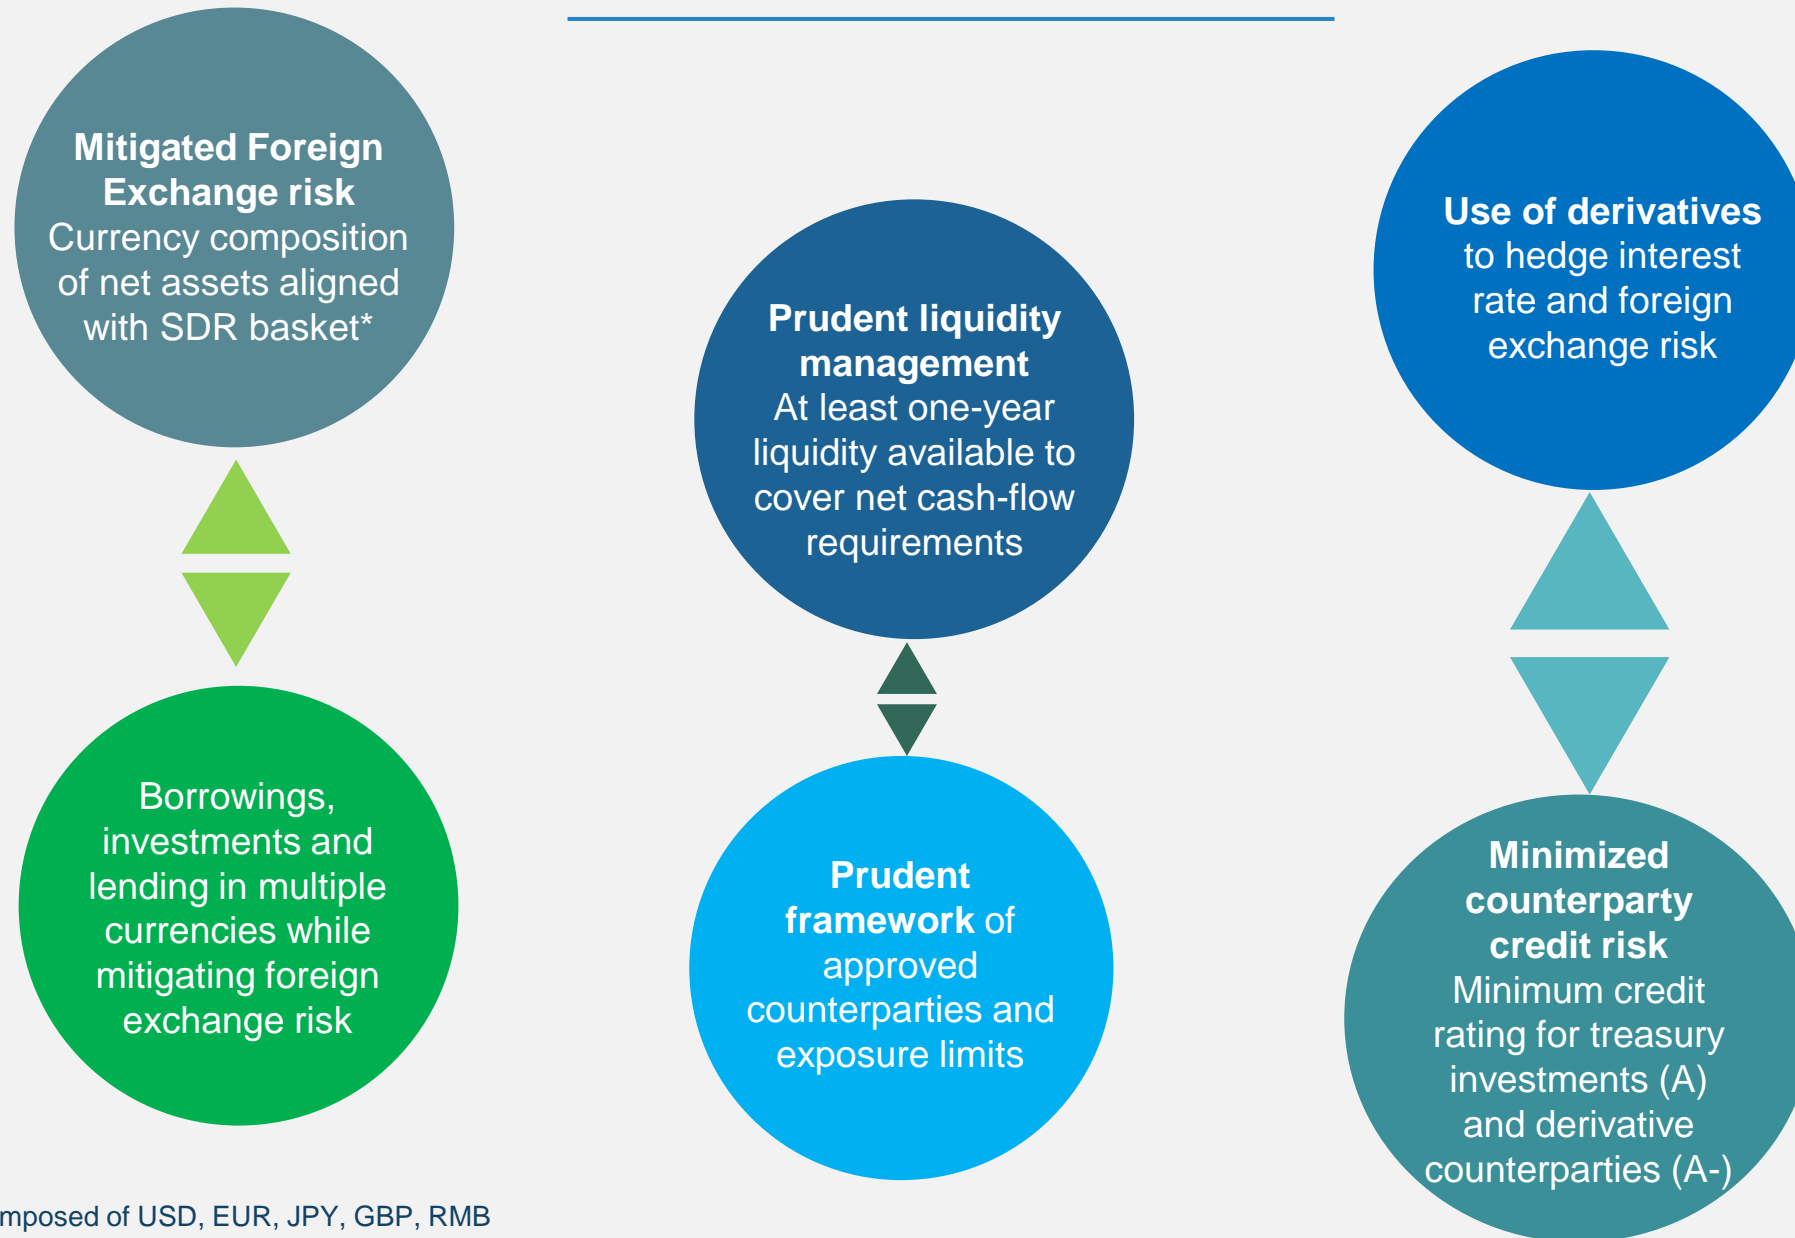 Mitigated Foreign
Exchange risk
Currency composition
of net assets aligned
with SDR basket*
Borrowings,
investments and
lending in multiple
currencies while
mitigating foreign
exchange risk
Prudent liquidity
management
At least one-year
liquidity available to
cover net cash-flow
requirements
Prudent
framework of
approved
counterparties and
exposure limits
Use of derivatives
to hedge interest
rate and foreign
exchange risk
Minimized
counterparty
credit risk
Minimum credit
rating for treasury
investments (A)
and derivative
counterparties (A-)
mposed of USD, EUR, JPY, GBP, RMB